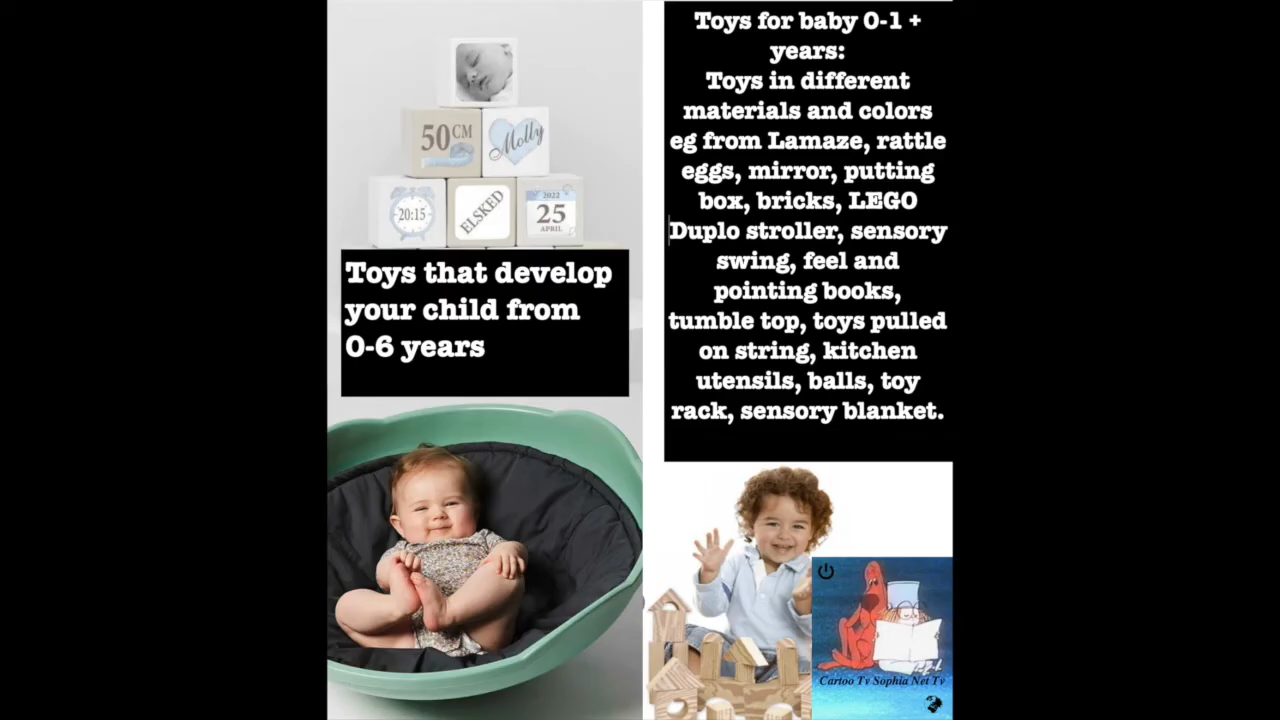 50CM
Molly
20:15
ELSKED
2022
25
APRIL
Toys that develop
your child from
0-6 years
Toys for baby 0-1 +
years:
Toys in different
materials and colors
eg from Lamaze, rattle
eggs, mirror, putting
box, bricks, LEGO
Duplo stroller, sensory
swing, feel and
pointing books,
tumble top, toys pulled
on string, kitchen
utensils, balls, toy
rack, sensory blanket.
Cartoo Tv Sophia Net Tv